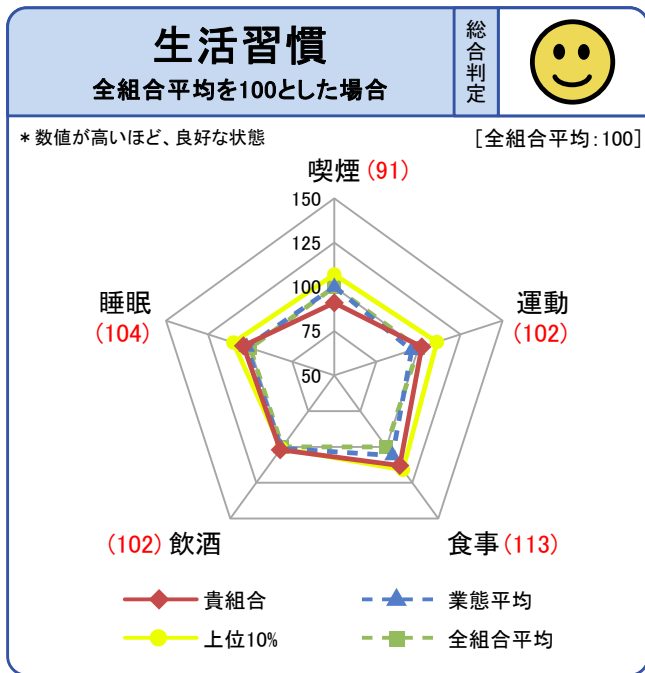 生活習慣
全組合平均を100とした場合
総合判定
*数値が高いほど、良好な状態
[全組合平均:100]
喫煙(91)
150
125
100
75
50
睡眠
(104)
運動
(102)
(102)飲酒
食事(113)
貴組合
業態平均
上位10%
全組合平均